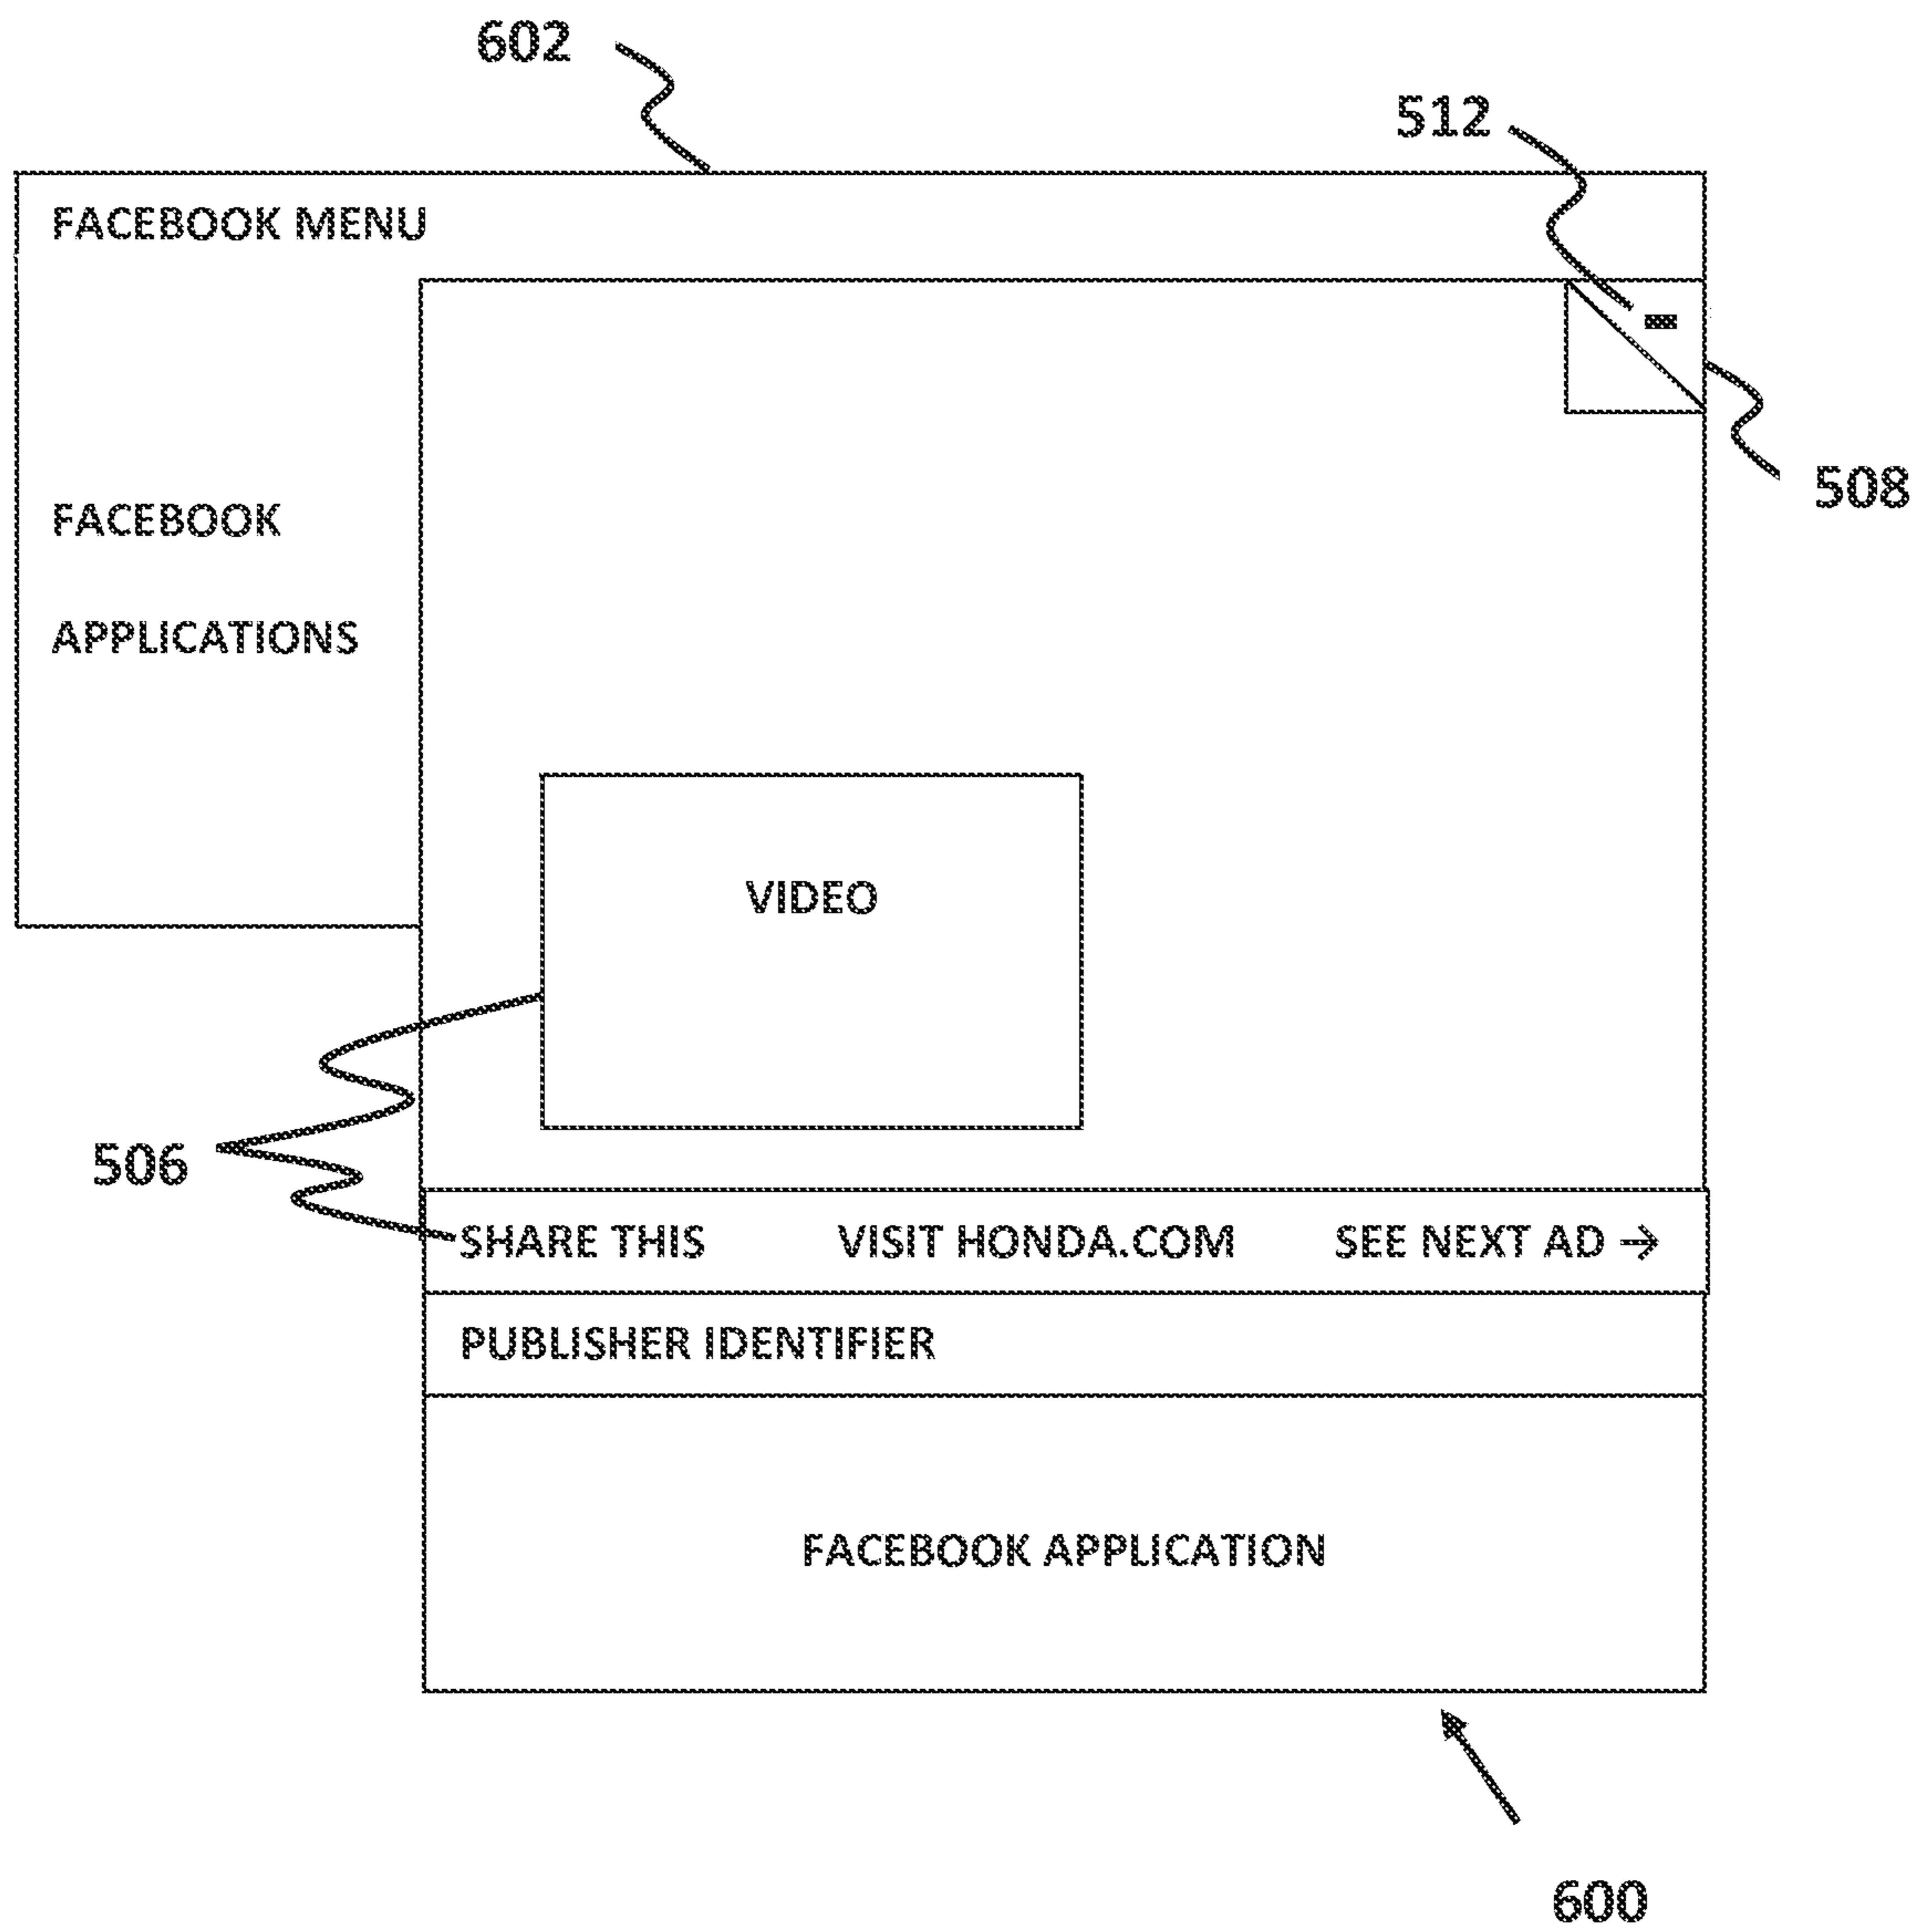 602
512
FACEBOOK MENU
508
FACEBOOK
APPLICATIONS
VIDEO
506
SHARE THIS VISIT HONDA.COM SEE NEXT AD →
PUBLISHER IDENTIFIER
FACEBOOK APPLICATION
600